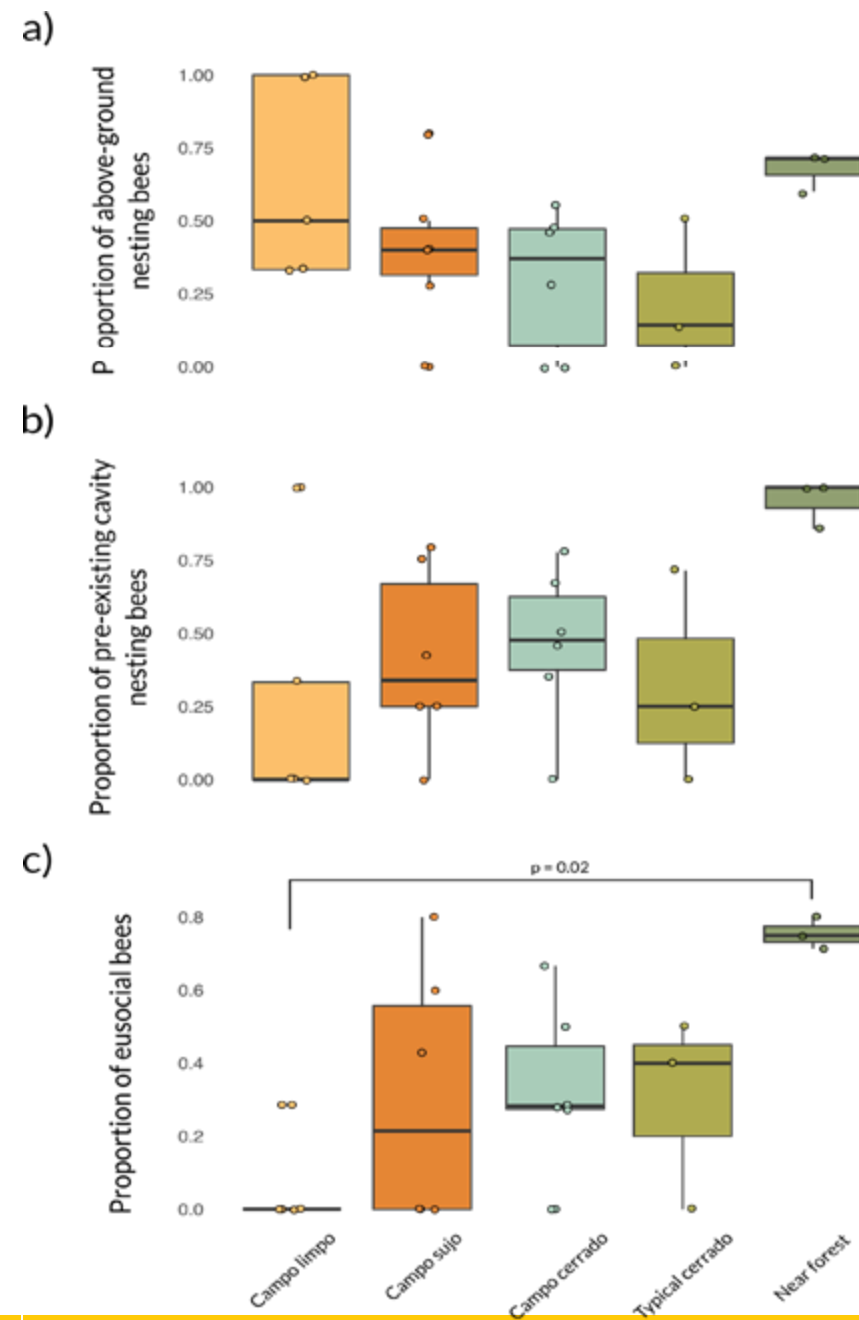 a)
P oportion of above-ground
nesting bees
1.00
0.75
0.50
0.25
0.00
b)
Proportion of pre-existing cavity
nesting bees
1.00
0.75
0.50
0.25
0.00
c)
p = 0.02
Proportion of eusocial bees
0.8
0.6
0.4
0.2
0.0
Campo limpo
Campo sujo
Campo cerrado
Typical cerrado
Near forest